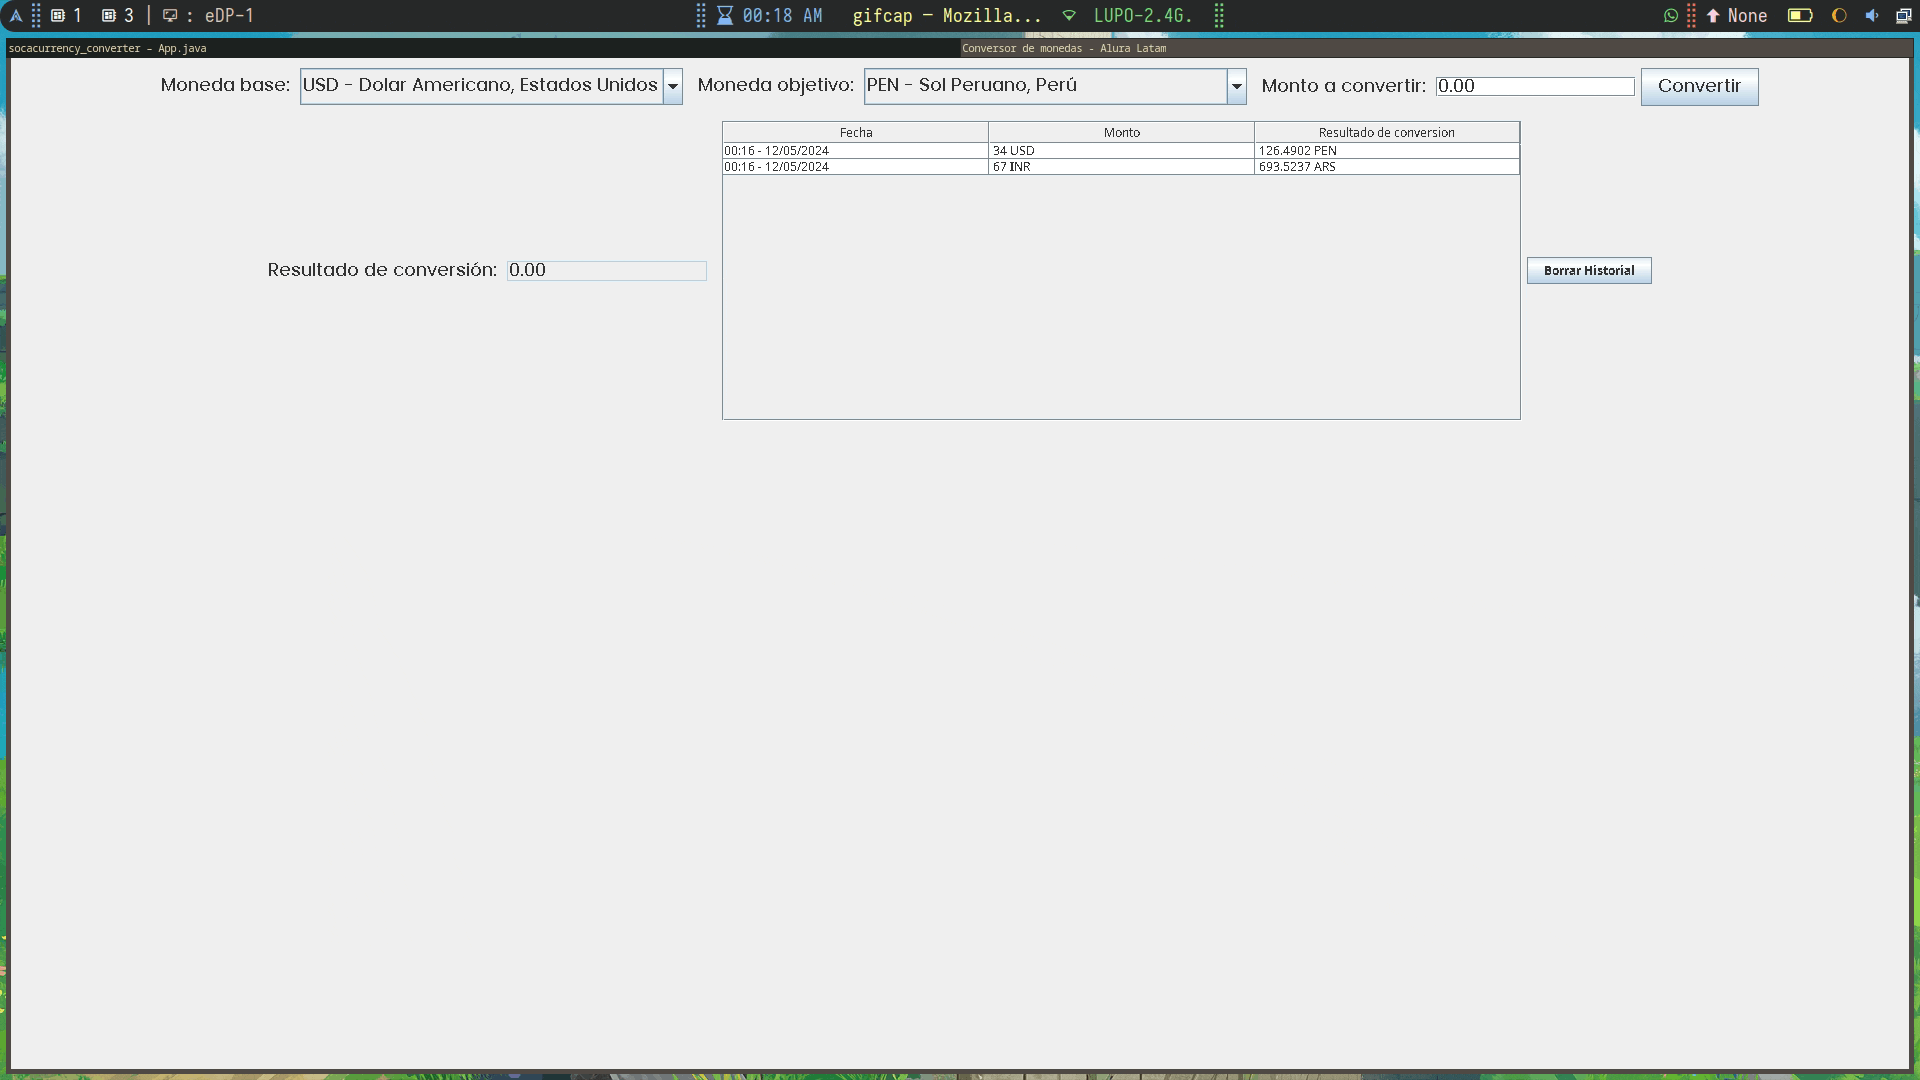 1 3 : eDP-1 00:18 AM gifcap — Mozilla... LUPO-2.4G. None
socacurrency_converter – App.java Conversor de monedas - Alura Latam
Moneda base: USD - Dolar Americano, Estados Unidos Moneda objetivo: PEN - Sol Peruano, Perú Monto a convertir: 0.00 Convertir
Fecha Monto Resultado de conversion
00:16 - 12/05/2024 34 USD 126.4902 PEN
00:16 - 12/05/2024 67 INR 693.5237 ARS
Resultado de conversión: 0.00 Borrar Historial